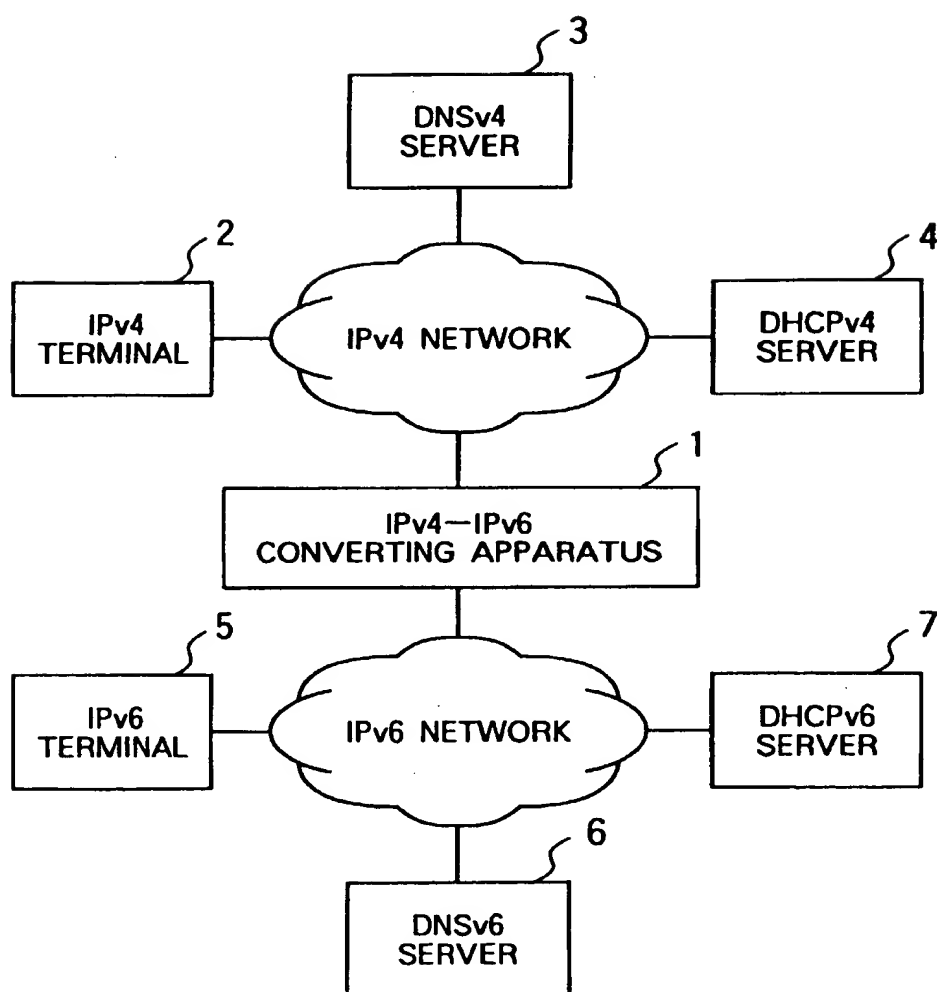 3
DNSv4
SERVER
2
4
IPv4
TERMINAL
IPv4 NETWORK
DHCPv4
SERVER
1
IPv4—IPv6
CONVERTING APPARATUS
5
7
IPv6
TERMINAL
IPv6 NETWORK
DHCPv6
SERVER
6
DNSv6
SERVER